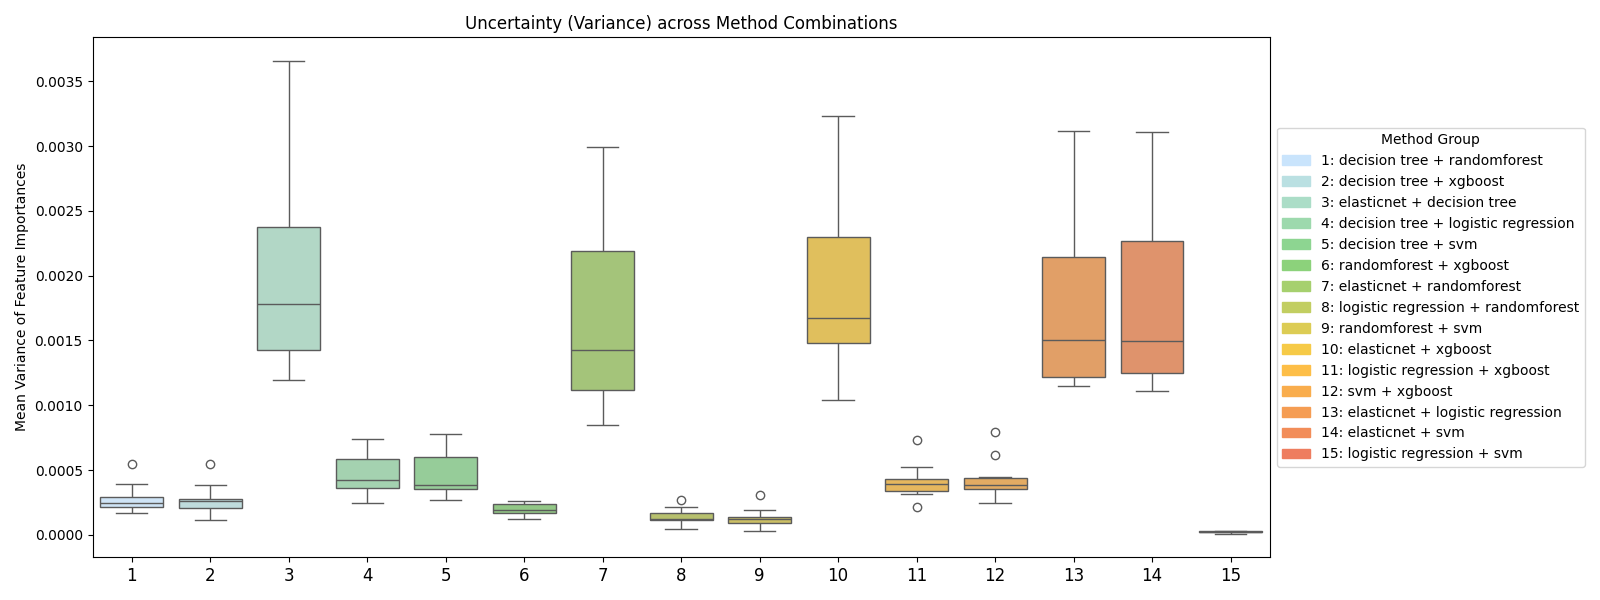 Uncertainty (Variance) across Method Combinations
Mean Variance of Feature Importances
0.0035
0.0030
0.0025
0.0020
0.0015
0.0010
0.0005
0.0000
1 2 3 4 5 6 7 8 9 10 11 12 13 14 15
Method Group
1: decision tree + randomforest
2: decision tree + xgboost
3: elasticnet + decision tree
4: decision tree + logistic regression
5: decision tree + svm
6: randomforest + xgboost
7: elasticnet + randomforest
8: logistic regression + randomforest
9: randomforest + svm
10: elasticnet + xgboost
11: logistic regression + xgboost
12: svm + xgboost
13: elasticnet + logistic regression
14: elasticnet + svm
15: logistic regression + svm